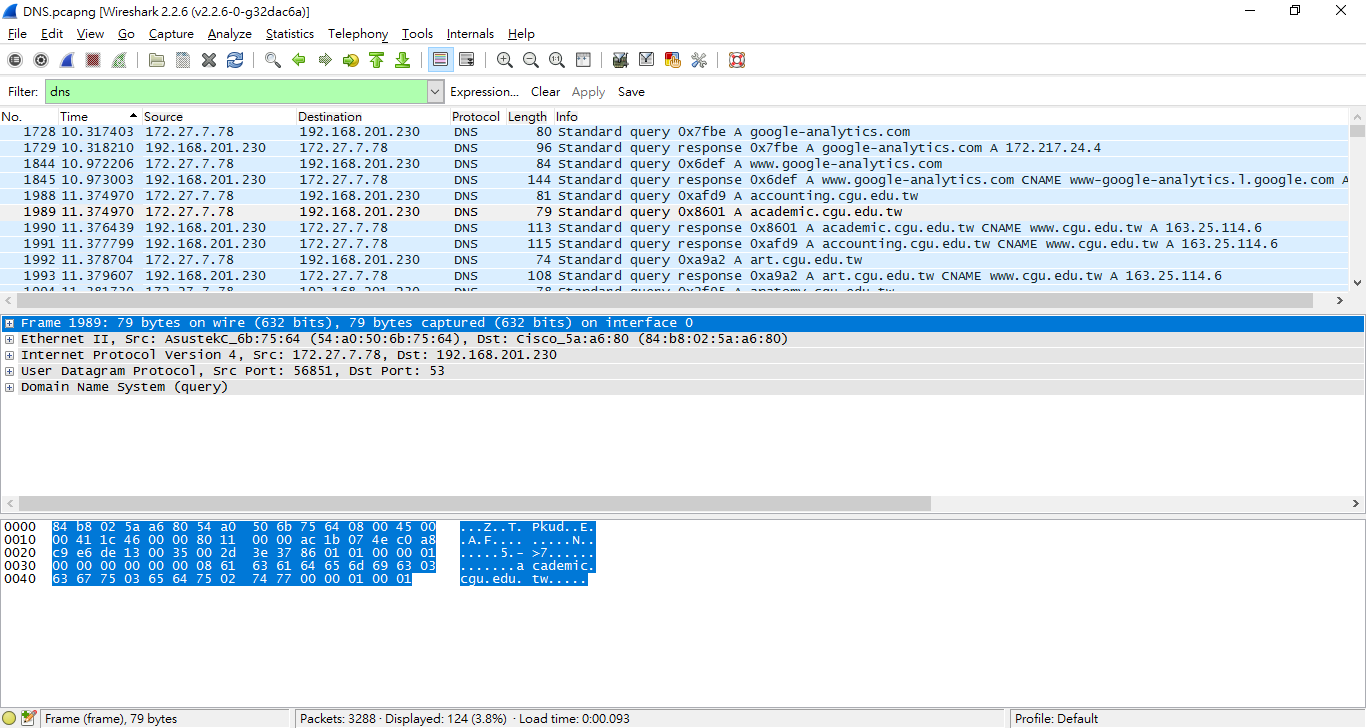 DNS.pcapng [Wireshark 2.2.6 (v2.2.6-0-g32dac6a)]
File Edit View Go Capture Analyze Statistics Telephony Tools Internals Help
Filter: dns Expression... Clear Apply Save
No. Time Source Destination Protocol Length Info
1728 10.317403 172.27.7.78 192.168.201.230 DNS 80 Standard query 0x7fbe A google-analytics.com
1729 10.318210 192.168.201.230 172.27.7.78 DNS 96 Standard query response 0x7fbe A google-analytics.com A 172.217.24.4
1844 10.972206 172.27.7.78 192.168.201.230 DNS 84 Standard query 0x6def A www.google-analytics.com
1845 10.973003 192.168.201.230 172.27.7.78 DNS 144 Standard query response 0x6def A www.google-analytics.com CNAME www-google-analytics.l.google.com A
1988 11.374970 172.27.7.78 192.168.201.230 DNS 81 Standard query 0xafd9 A accounting.cgu.edu.tw
1989 11.374970 172.27.7.78 192.168.201.230 DNS 79 Standard query 0x8601 A academic.cgu.edu.tw
1990 11.376439 192.168.201.230 172.27.7.78 DNS 113 Standard query response 0x8601 A academic.cgu.edu.tw CNAME www.cgu.edu.tw A 163.25.114.6
1991 11.377799 192.168.201.230 172.27.7.78 DNS 115 Standard query response 0xafd9 A accounting.cgu.edu.tw CNAME www.cgu.edu.tw A 163.25.114.6
1992 11.378704 172.27.7.78 192.168.201.230 DNS 74 Standard query 0xa9a2 A art.cgu.edu.tw
1993 11.379607 192.168.201.230 172.27.7.78 DNS 108 Standard query response 0xa9a2 A art.cgu.edu.tw CNAME www.cgu.edu.tw A 163.25.114.6
Frame 1989: 79 bytes on wire (632 bits), 79 bytes captured (632 bits) on interface 0
Ethernet II, Src: AsustekC_6b:75:64 (54:a0:50:6b:75:64), Dst: Cisco_5a:a6:80 (84:b8:02:5a:a6:80)
Internet Protocol Version 4, Src: 172.27.7.78, Dst: 192.168.201.230
User Datagram Protocol, Src Port: 56851, Dst Port: 53
Domain Name System (query)
0000 84 b8 02 5a a6 80 54 a0 50 6b 75 64 08 00 45 00 ...Z..T. Pkud..E.
0010 00 41 1c 46 00 00 80 11 00 00 ac 1b 07 4e c0 a8 .A.F.... .....N..
0020 c9 e6 de 13 00 35 00 2d 3e 37 86 01 01 00 00 01 .....5.- >7......
0030 00 00 00 00 00 00 08 61 63 61 64 65 6d 69 63 03 .......a cademic.
0040 63 67 75 03 65 64 75 02 74 77 00 00 01 00 01 cgu.edu. tw.....
Frame (frame), 79 bytes Packets: 3288 · Displayed: 124 (3.8%) · Load time: 0:00.093 Profile: Default